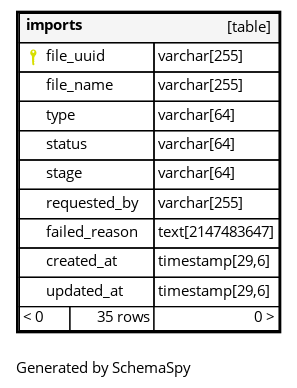 imports [table]
file_uuid varchar[255]
file_name varchar[255]
type varchar[64]
status varchar[64]
stage varchar[64]
requested_by varchar[255]
failed_reason text[2147483647]
created_at timestamp[29,6]
updated_at timestamp[29,6]
< 0 35 rows 0 >
Generated by SchemaSpy